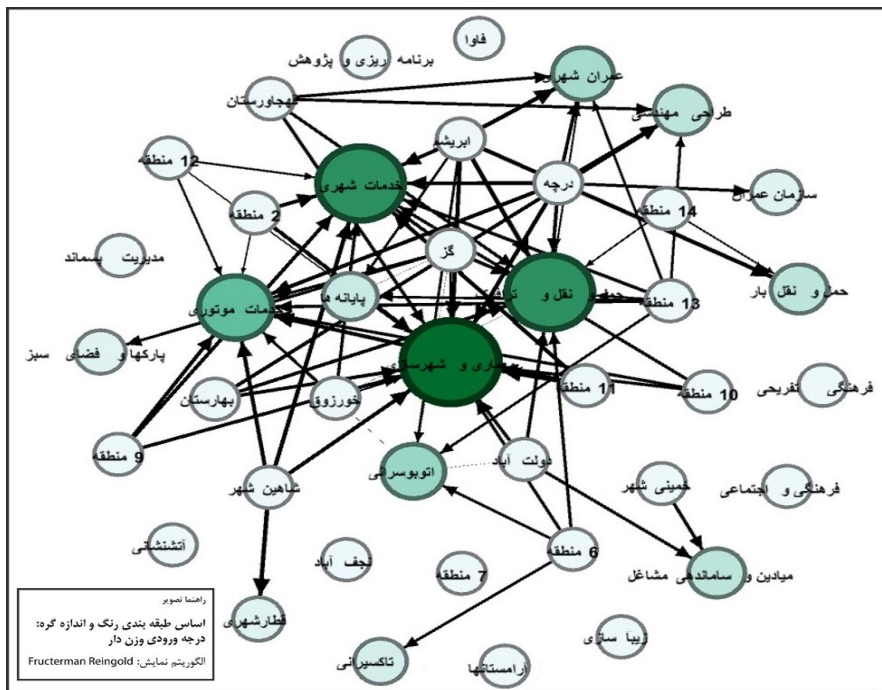 فاوا
برنامه ریزی و پژوهش
عمران شهری
مهجاورستان
طراحی مهندسی
ابریشم
منطقه 12
خدمات شهری
درچه
سازمان عمران
منطقه 2
منطقه 14
گز
مدیریت پسماند
پایانه ها
حمل و نقل و
حمل و نقل بار
خدمات موتوری
منطقه 13
پارکها و فضای سبز
و شهرسازی
منطقه 11
فرهنگی تفریحی
بهارستان
خورزوق
منطقه 10
منطقه 9
شاهین شهر
اتوبوسرانی
دولت آباد
خمینی شهر
فرهنگی و اجتماعی
آتشنشانی
نجف آباد
منطقه 7
منطقه 6
میادین و ساماندهی مشاغل
قطارشهری
زیبا سازی
تاکسیرانی
آرامستانها
راهنما تصویر
اساس طبقه بندی رنگ و اندازه گره:
درجه ورودی وزن دار
الگوریتم نمایش: Fructerman Reingold